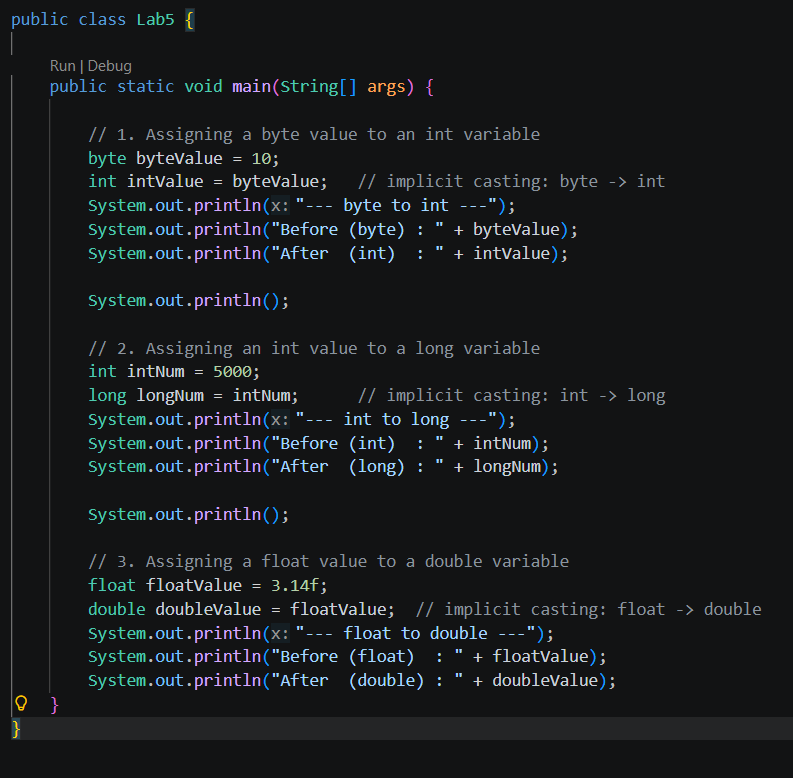 public class Lab5 {
Run | Debug
public static void main(String[] args) {
// 1. Assigning a byte value to an int variable
byte byteValue = 10;
int intValue = byteValue;   // implicit casting: byte -> int
System.out.println(x: "--- byte to int ---");
System.out.println("Before (byte) : " + byteValue);
System.out.println("After  (int)  : " + intValue);
System.out.println();
// 2. Assigning an int value to a long variable
int intNum = 5000;
long longNum = intNum;      // implicit casting: int -> long
System.out.println(x: "--- int to long ---");
System.out.println("Before (int)  : " + intNum);
System.out.println("After  (long) : " + longNum);
System.out.println();
// 3. Assigning a float value to a double variable
float floatValue = 3.14f;
double doubleValue = floatValue;  // implicit casting: float -> double
System.out.println(x: "--- float to double ---");
System.out.println("Before (float)  : " + floatValue);
System.out.println("After  (double) : " + doubleValue);
}
}